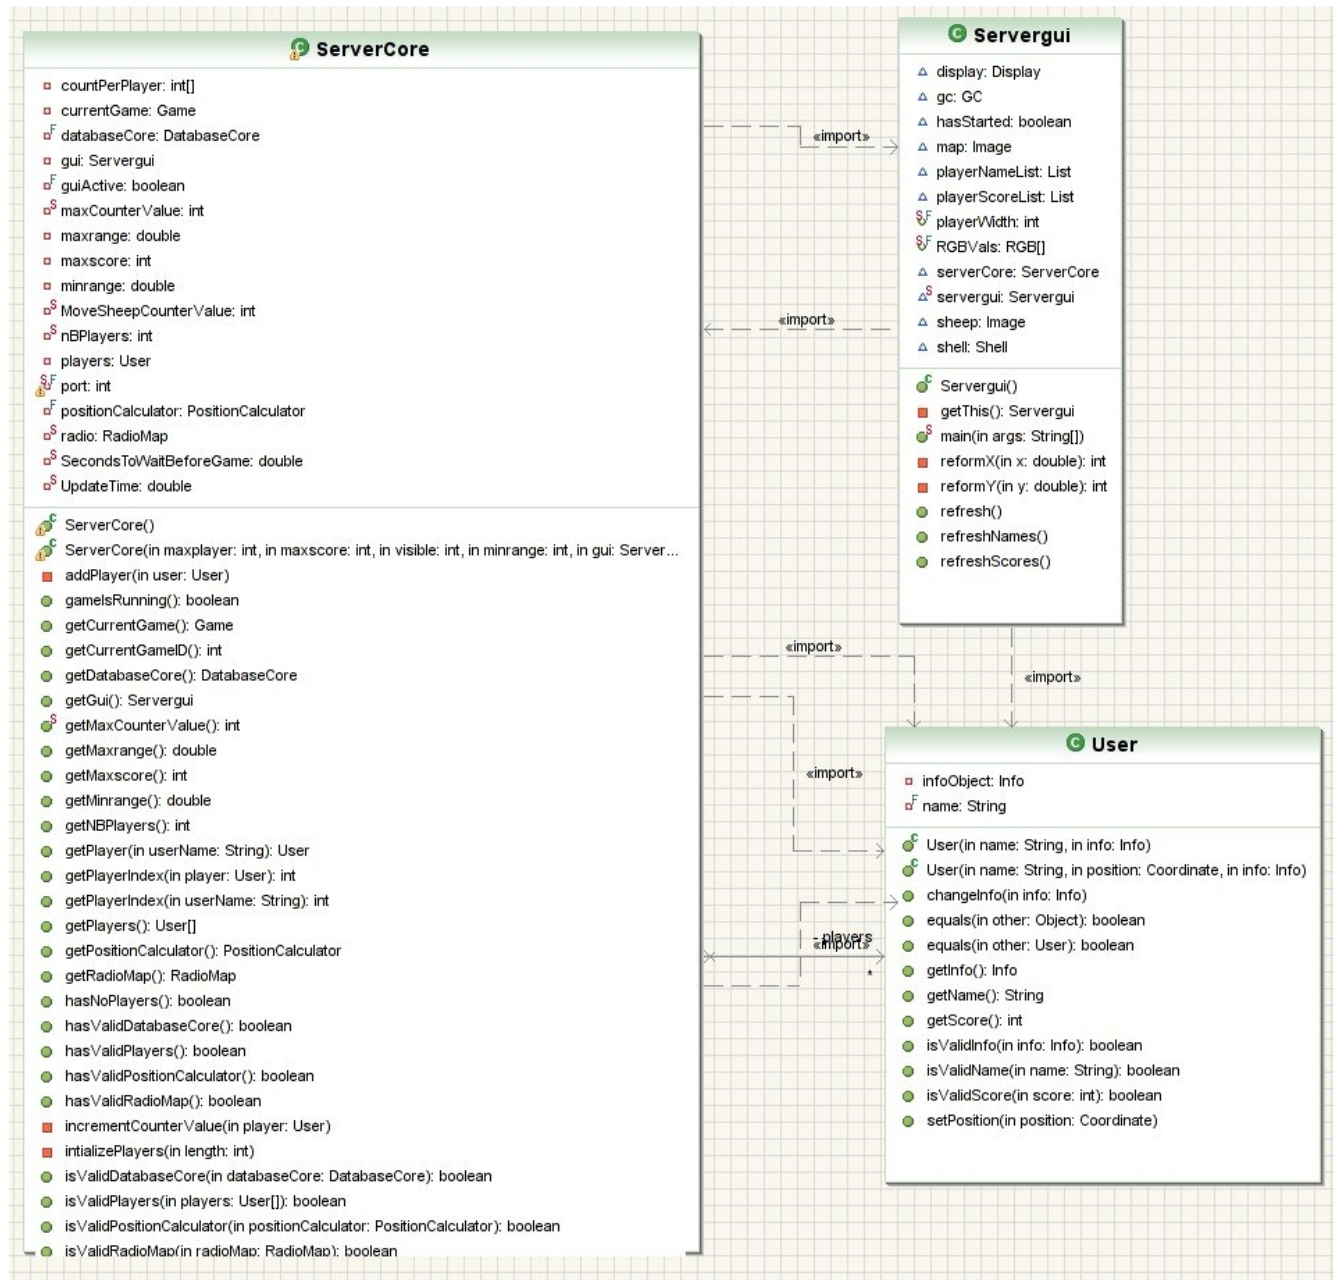 ServerCore
countPerPlayer: int[]
currentGame: Game
databaseCore: DatabaseCore
gui: Servergui
guiActive: boolean
maxCounterValue: int
maxrange: double
maxscore: int
minrange: double
MoveSheepCounterValue: int
nBPlayers: int
players: User
port: int
positionCalculator: PositionCalculator
radio: RadioMap
SecondsToWaitBeforeGame: double
UpdateTime: double
ServerCore()
ServerCore(in maxplayer: int, in maxscore: int, in visible: int, in minrange: int, in gui: Server...
addPlayer(in user: User)
gameIsRunning(): boolean
getCurrentGame(): Game
getCurrentGameID(): int
getDatabaseCore(): DatabaseCore
getGui(): Servergui
getMaxCounterValue(): int
getMaxrange(): double
getMaxscore(): int
getMinrange(): double
getNBPlayers(): int
getPlayer(in userName: String): User
getPlayerIndex(in player: User): int
getPlayerIndex(in userName: String): int
getPlayers(): User[]
getPositionCalculator(): PositionCalculator
getRadioMap(): RadioMap
hasNoPlayers(): boolean
hasValidDatabaseCore(): boolean
hasValidPlayers(): boolean
hasValidPositionCalculator(): boolean
hasValidRadioMap(): boolean
incrementCounterValue(in player: User)
intializePlayers(in length: int)
isValidDatabaseCore(in databaseCore: DatabaseCore): boolean
isValidPlayers(in players: User[]): boolean
isValidPositionCalculator(in positionCalculator: PositionCalculator): boolean
isValidRadioMap(in radioMap: RadioMap): boolean
«import»
«import»
«import»
«import»
«import»
- players
«import»
*
Servergui
display: Display
gc: GC
hasStarted: boolean
map: Image
playerNameList: List
playerScoreList: List
playerWidth: int
RGBVals: RGB[]
serverCore: ServerCore
servergui: Servergui
sheep: Image
shell: Shell
Servergui()
getThis(): Servergui
main(in args: String[])
reformX(in x: double): int
reformY(in y: double): int
refresh()
refreshNames()
refreshScores()
User
infoObject: Info
name: String
User(in name: String, in info: Info)
User(in name: String, in position: Coordinate, in info: Info)
changeInfo(in info: Info)
equals(in other: Object): boolean
equals(in other: User): boolean
getInfo(): Info
getName(): String
getScore(): int
isValidInfo(in info: Info): boolean
isValidName(in name: String): boolean
isValidScore(in score: int): boolean
setPosition(in position: Coordinate)